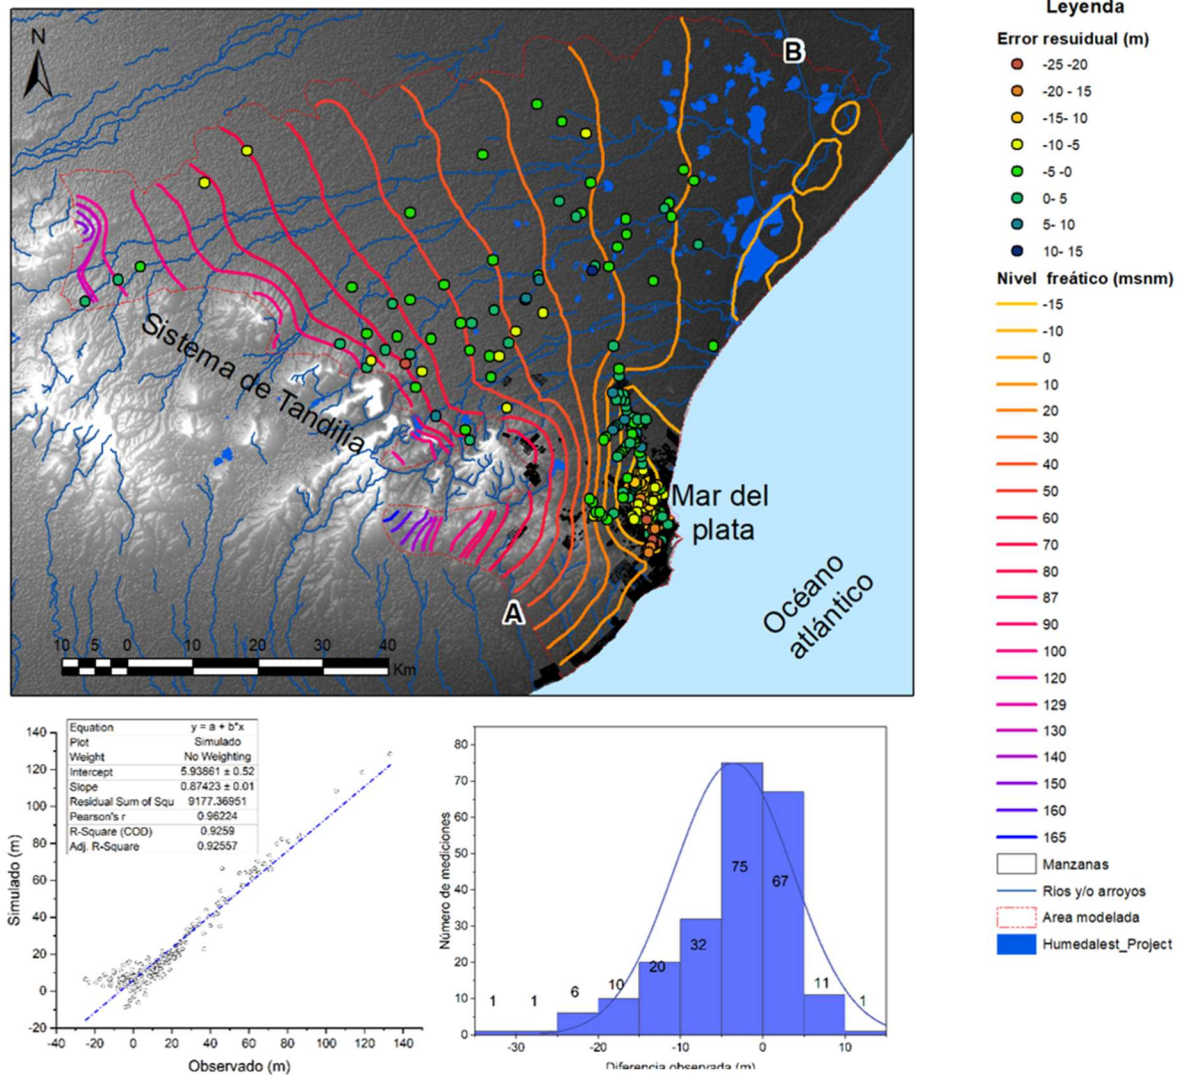 Leyenda
Error resuidual (m)
-25 -20
-20 - 15
-15- 10
-10 -5
-5 -0
0- 5
5- 10
10- 15
Nivel freático (msnm)
-15
-10
0
10
20
30
40
50
60
70
80
87
90
100
120
129
130
140
150
160
165
Manzanas
Rios y/o arroyos
Area modelada
Humedalest_Project
N
B
Sistema de Tandilia
Mar del
plata
Océano
atlántico
A
10 5 0 10 20 30 40
Km
Equation y = a + b*x
Plot Simulado
Weight No Weighting
Intercept 5.93861 ± 0.52
Slope 0.87423 ± 0.01
Residual Sum of Squ 9177.36951
Pearson's r 0.96224
R-Square (COD) 0.9259
Adj. R-Square 0.92557
Simulado (m)
140
120
100
80
60
40
20
0
-20
-40 -20 0 20 40 60 80 100 120 140
Observado (m)
Número de mediciones
80
70
60
50
40
30
20
10
0
1 1 6 10 20 32 75 67 11 1
-30 -20 -10 0 10
Diferencia observada (m)